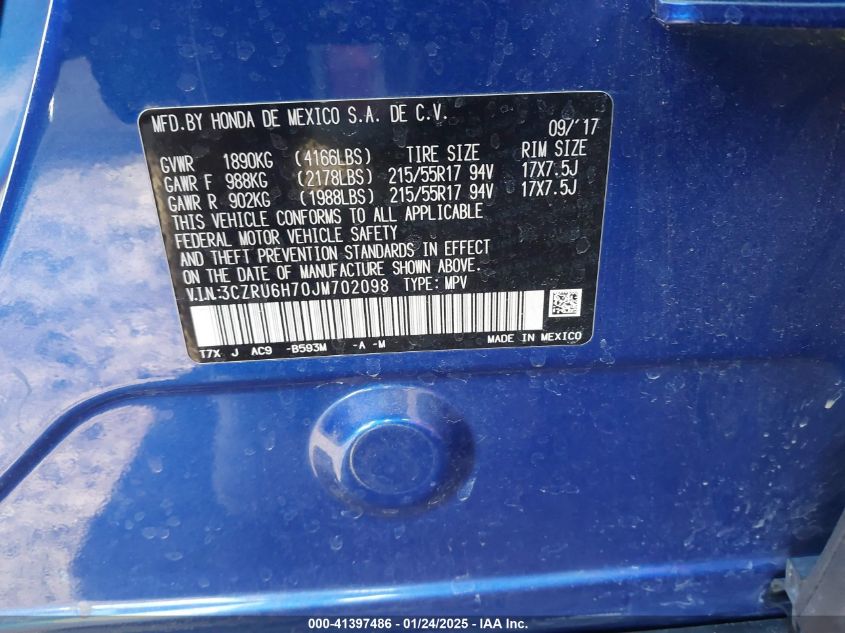 MFD.BY HONDA DE MEXICO S.A. DE C.V.
09/'17
GVWR 1890KG (4166LBS) TIRE SIZE RIM SIZE
GAWR F 988KG (2178LBS) 215/55R17 94V 17X7.5J
GAWR R 902KG (1988LBS) 215/55R17 94V 17X7.5J
THIS VEHICLE CONFORMS TO ALL APPLICABLE
FEDERAL MOTOR VEHICLE SAFETY
AND THEFT PREVENTION STANDARDS IN EFFECT
ON DATE OF MANUFACTURE SHOWN ABOVE.
V.I.N:3CZRU6H70JM702098 TYPE: MPV
T7X J AC9 -B593M -A -M MADE IN MEXICO
000-41397486 - 01/24/2025 - IAA Inc.